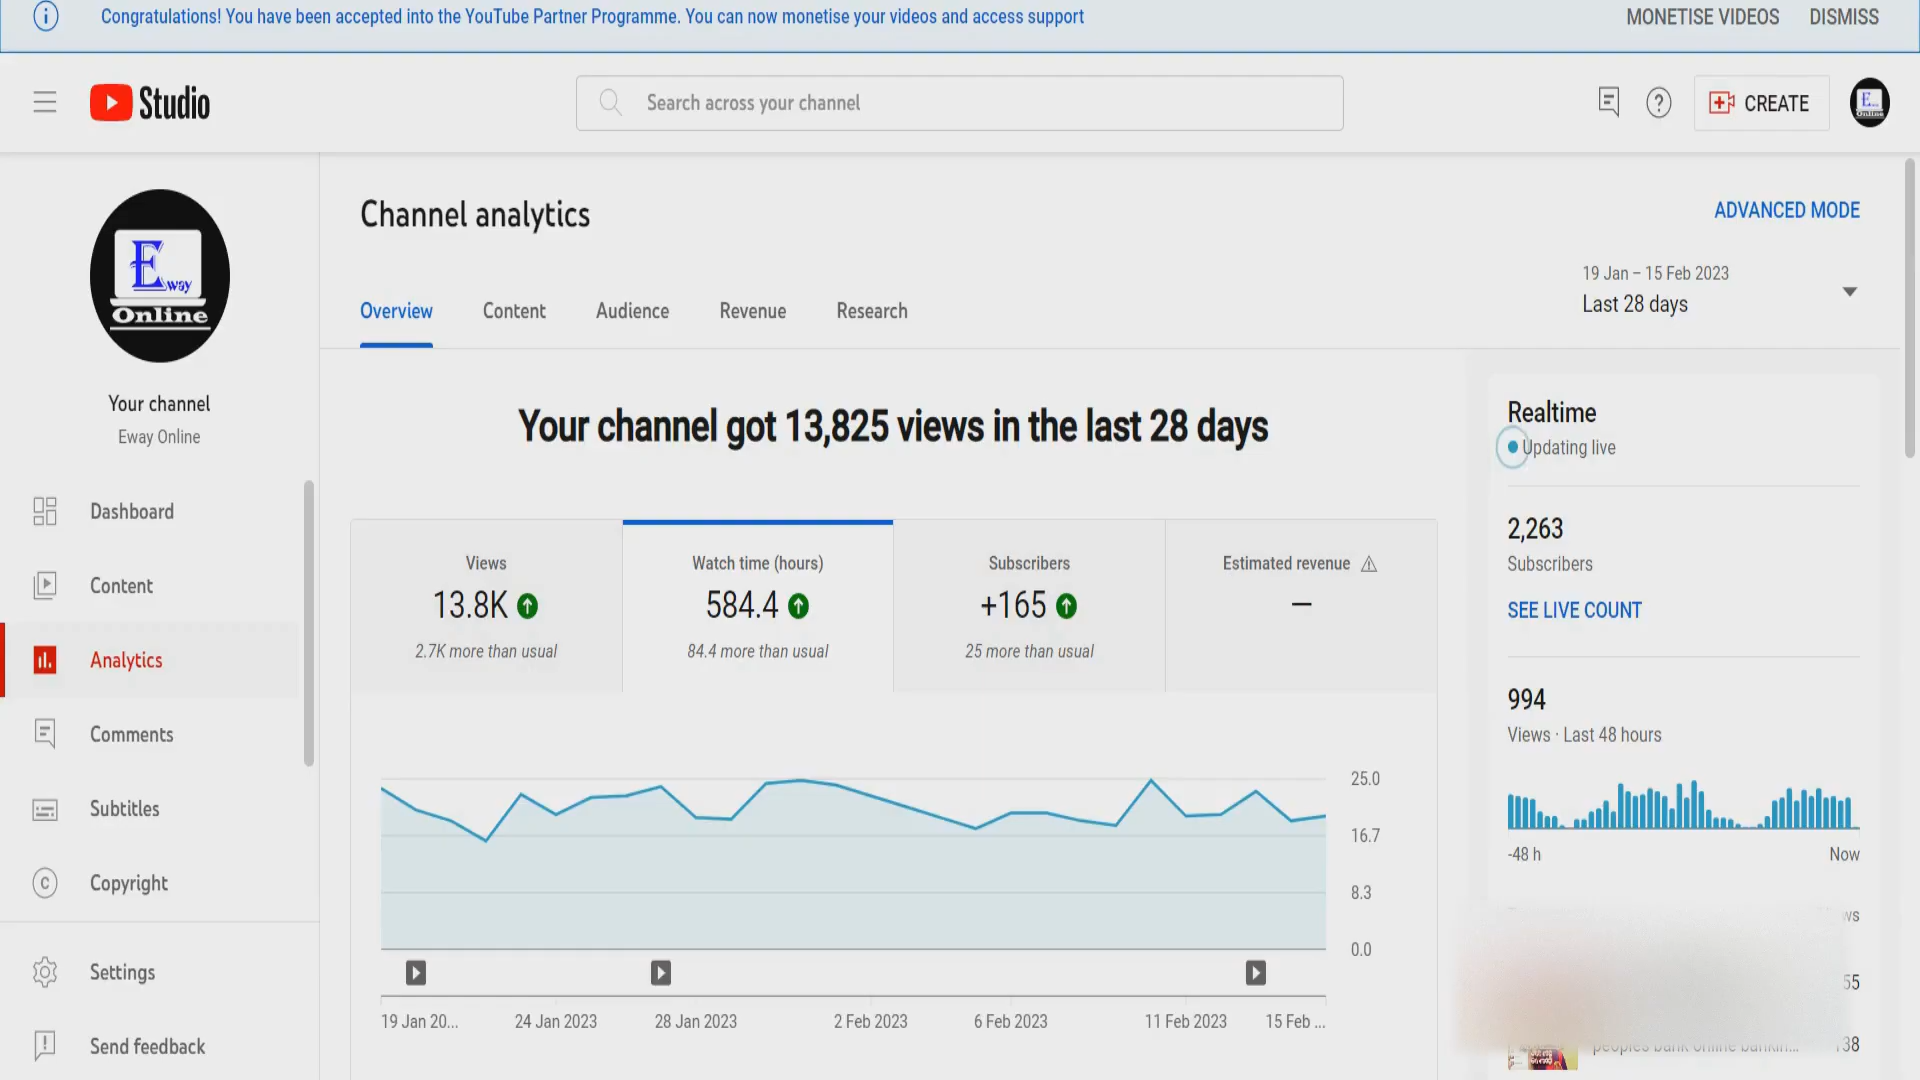 Congratulations! You have been accepted into the YouTube Partner Programme. You can now monetise your videos and access support
MONETISE VIDEOS
DISMISS
Studio
Search across your channel
CREATE
E
Online
Eway
Online
Your channel
Eway Online
Dashboard
Content
Analytics
Comments
Subtitles
Copyright
Settings
Send feedback
Channel analytics
ADVANCED MODE
19 Jan – 15 Feb 2023
Last 28 days
Overview
Content
Audience
Revenue
Research
Your channel got 13,825 views in the last 28 days
Views
13.8K
2.7K more than usual
Watch time (hours)
584.4
84.4 more than usual
Subscribers
+165
25 more than usual
Estimated revenue
—
25.0
16.7
8.3
0.0
19 Jan 20...
24 Jan 2023
28 Jan 2023
2 Feb 2023
6 Feb 2023
11 Feb 2023
15 Feb ...
Realtime
Updating live
2,263
Subscribers
SEE LIVE COUNT
994
Views · Last 48 hours
-48 h
Now
peoples bank online bankin...